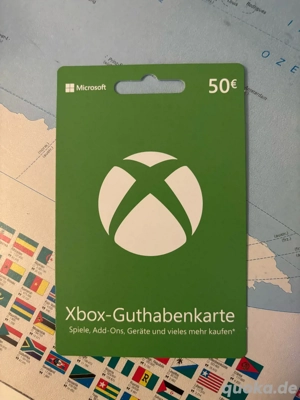 Microsoft
50€
Xbox-Guthabenkarte
Spiele, Add-Ons, Geräte und vieles mehr kaufen*
quoka.de